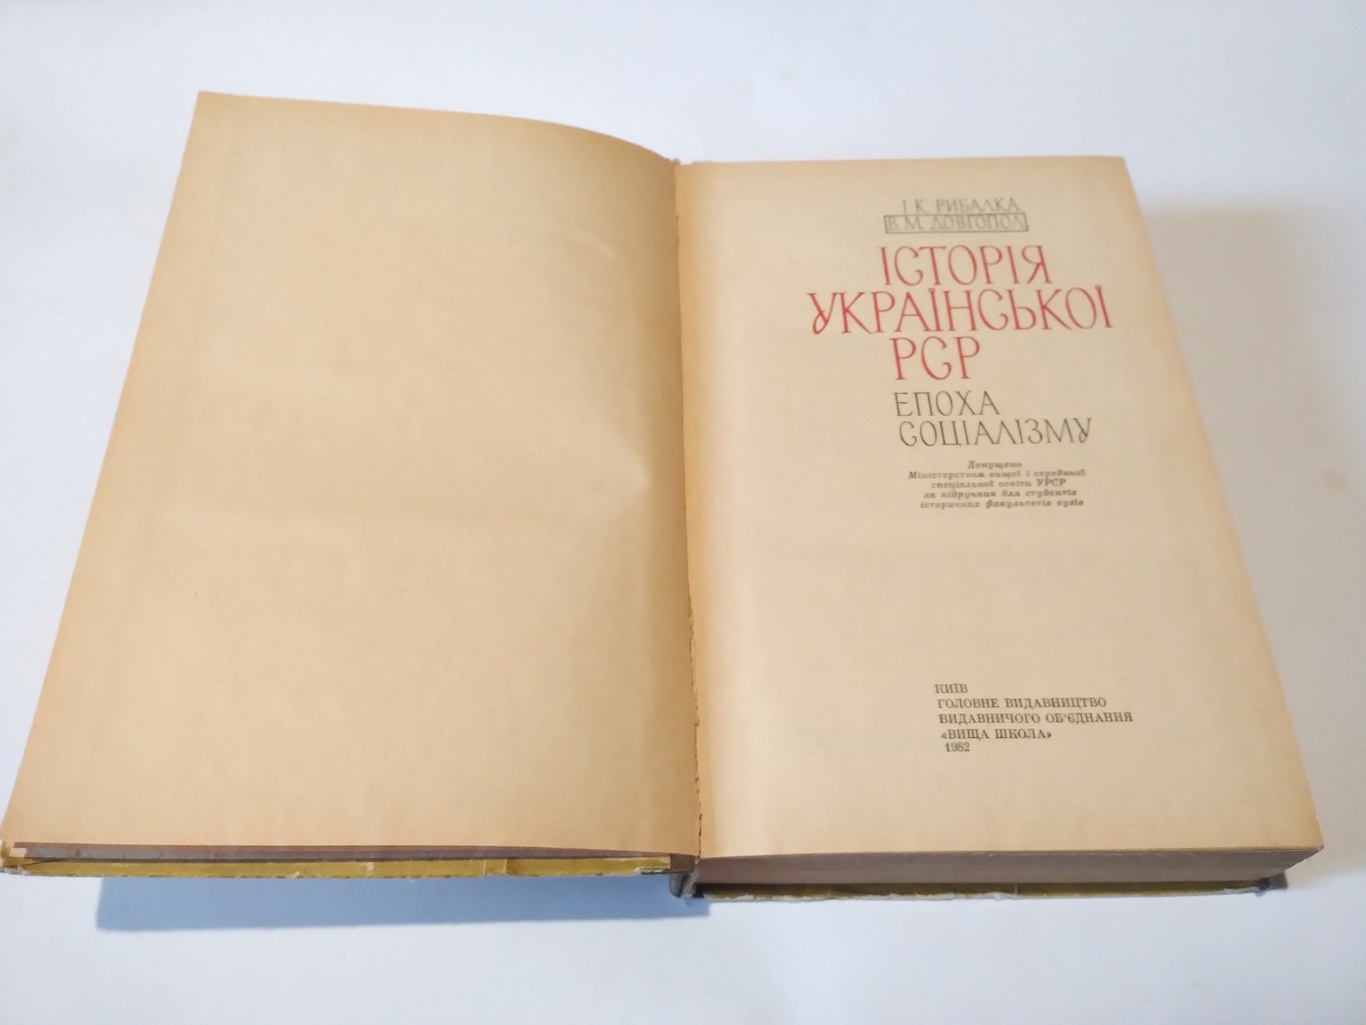 І. К. РИБАЛКА
В. М. ДОВГОПОЛ
ІСТОРІЯ
УКРАЇНСЬКОЇ
РСР
ЕПОХА
СОЦІАЛІЗМУ
Допущено
Міністерством вищої і середньої
спеціальної освіти УРСР
як підручник для студентів
історичних факультетів вузів
КИЇВ
ГОЛОВНЕ ВИДАВНИЦТВО
ВИДАВНИЧОГО ОБ'ЄДНАННЯ
«ВИЩА ШКОЛА»
1982